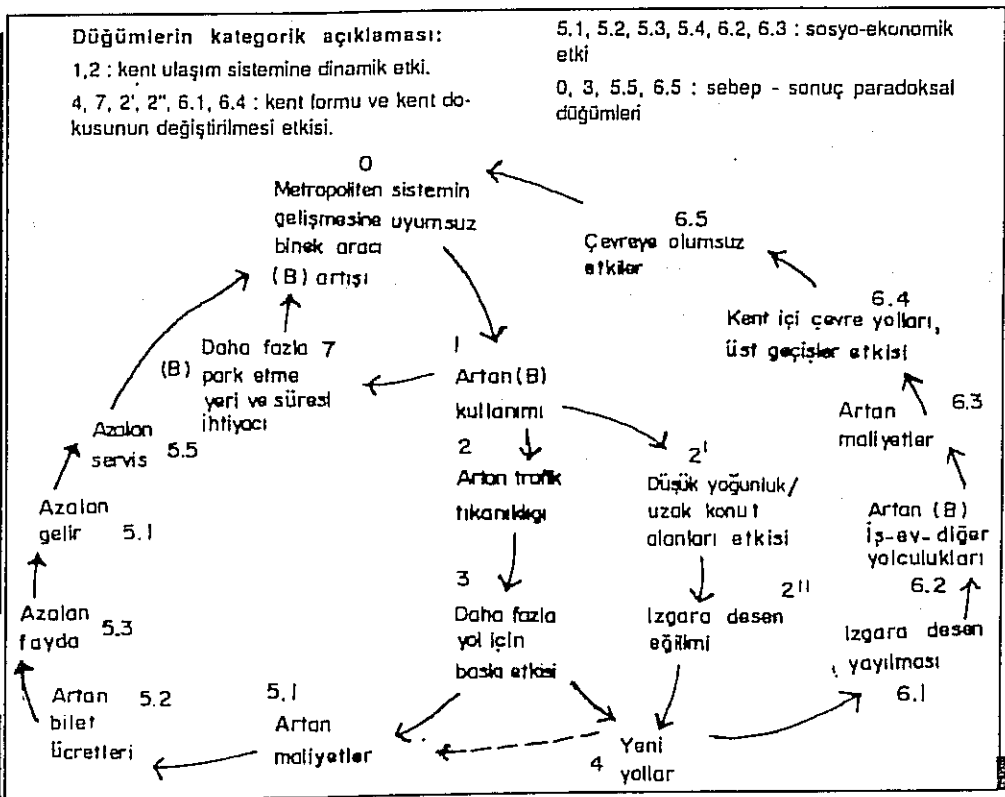 Düğümlerin kategorik açıklaması:
1,2 : kent ulaşım sistemine dinamik etki.
4, 7, 2', 2", 6.1, 6.4 : kent formu ve kent do-
kusunun değiştirilmesi etkisi.
5.1, 5.2, 5.3, 5.4, 6.2, 6.3 : sosyo-ekonomik
etki
0, 3, 5.5, 6.5 : sebep - sonuç paradoksal
düğümleri
0
Metropoliten sistemin
gelişmesine uyumsuz
binek aracı
(B) artışı
6.5
Çevreye olumsuz
etkiler
6.4
Kent içi çevre yolları,
üst geçişler etkisi
Daha fazla 7
(B) park etme
yeri ve süresi
ihtiyacı
1
Artan (B)
kullanımı
Artan 6.3
maliyetler
Azalan
servis 5.5
2
Artan trafik
tıkanıklığı
2'
Düşük yoğunluk/
uzak konut
alanları etkisi
Artan (B)
İş-ev-diğer
yolculukları
6.2
Azalan
gelir 5.1
3
Daha fazla
yol için
baskı etkisi
2"
Izgara desen
eğilmi
Izgara desen
yayılması
6.1
Azalan
fayda 5.3
Artan 5.2
bilet
ücretleri
5.1
Artan
maliyetler
Yeni
4 yollar